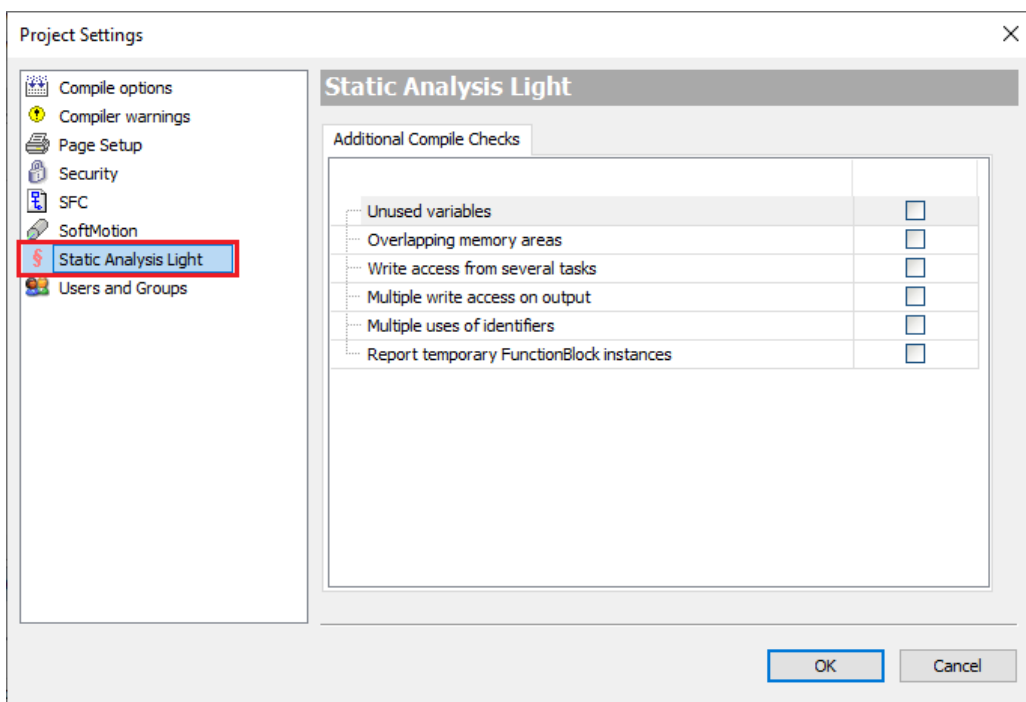 Project Settings
Compile options
Compiler warnings
Page Setup
Security
SFC
SoftMotion
§ Static Analysis Light
Users and Groups
Static Analysis Light
Additional Compile Checks
Unused variables
Overlapping memory areas
Write access from several tasks
Multiple write access on output
Multiple uses of identifiers
Report temporary FunctionBlock instances
OK
Cancel